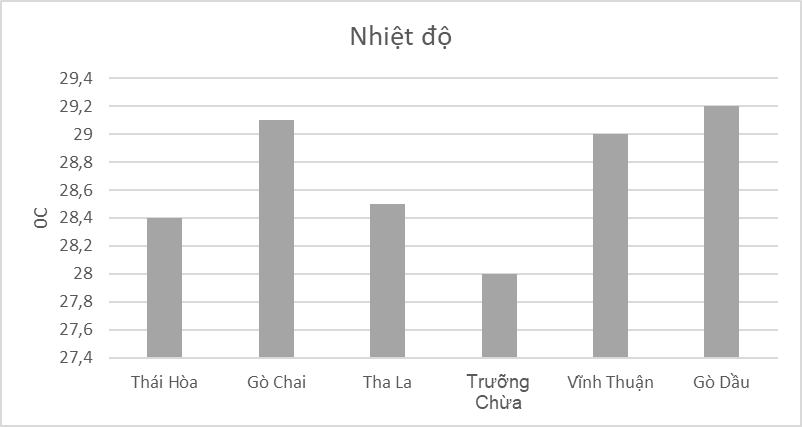 Nhiệt độ
29,4
29,2
29
28,8
28,6
28,4
28,2
28
27,8
27,6
27,4
0C
Thái Hòa
Gò Chai
Tha La
Trưỡng
Chừa
Vĩnh Thuận
Gò Dầu